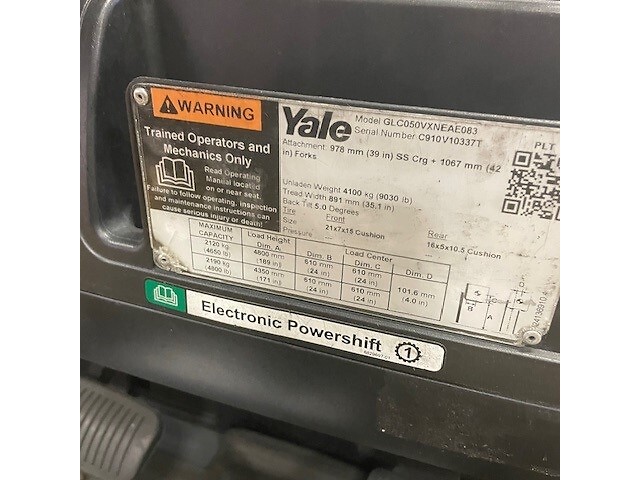 WARNING
Trained Operators and
Mechanics Only
Read Operating
Manual located
on or near seat.
Failure to follow operating, inspection
and maintenance instructions can
cause serious injury or death.
Yale
Model GLC050VXNEAE083
Serial Number C910V10337T
PLT
Attachment: 978 mm (39 in) SS Crg + 1067 mm (42
in) Forks
Unladen Weight 4100 kg (9030 lb)
Tread Width 891 mm (35.1 in)
Back Tilt 5.0 Degrees
Tire Front Rear
Size 21x7x15 Cushion 16x5x10.5 Cushion
Pressure -- --
MAXIMUM CAPACITY Load Height Dim. A Load Center Dim. B Dim. C Dim. D
2120 kg (4650 lb) 4800 mm (189 in) 610 mm (24 in) 610 mm (24 in) 101.6 mm (4.0 in)
2190 kg (4800 lb) 4350 mm (171 in) 610 mm (24 in) 610 mm (24 in)
Electronic Powershift 1